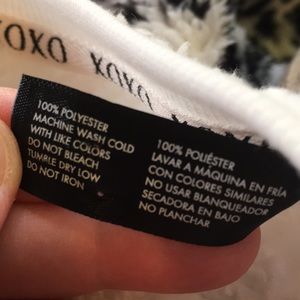 XOXO XOXO
100% POLYESTER
MACHINE WASH COLD
WITH LIKE COLORS
DO NOT BLEACH
TUMBLE DRY LOW
DO NOT IRON
100% POLIÉSTER
LAVAR A MÁQUINA EN FRÍA
CON COLORES SIMILARES
NO USAR BLANQUEADOR
SECADORA EN BAJO
NO PLANCHAR